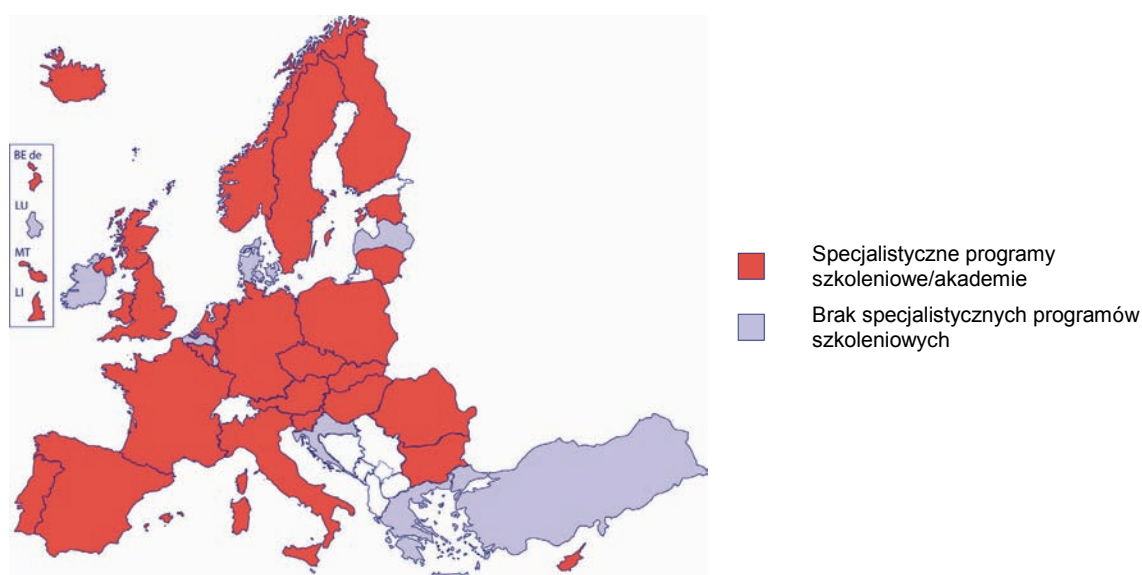 BE de
LU
MT
LI
Specjalistyczne programy
szkoleniowe/akademie
Brak specjalistycznych programów
szkoleniowych